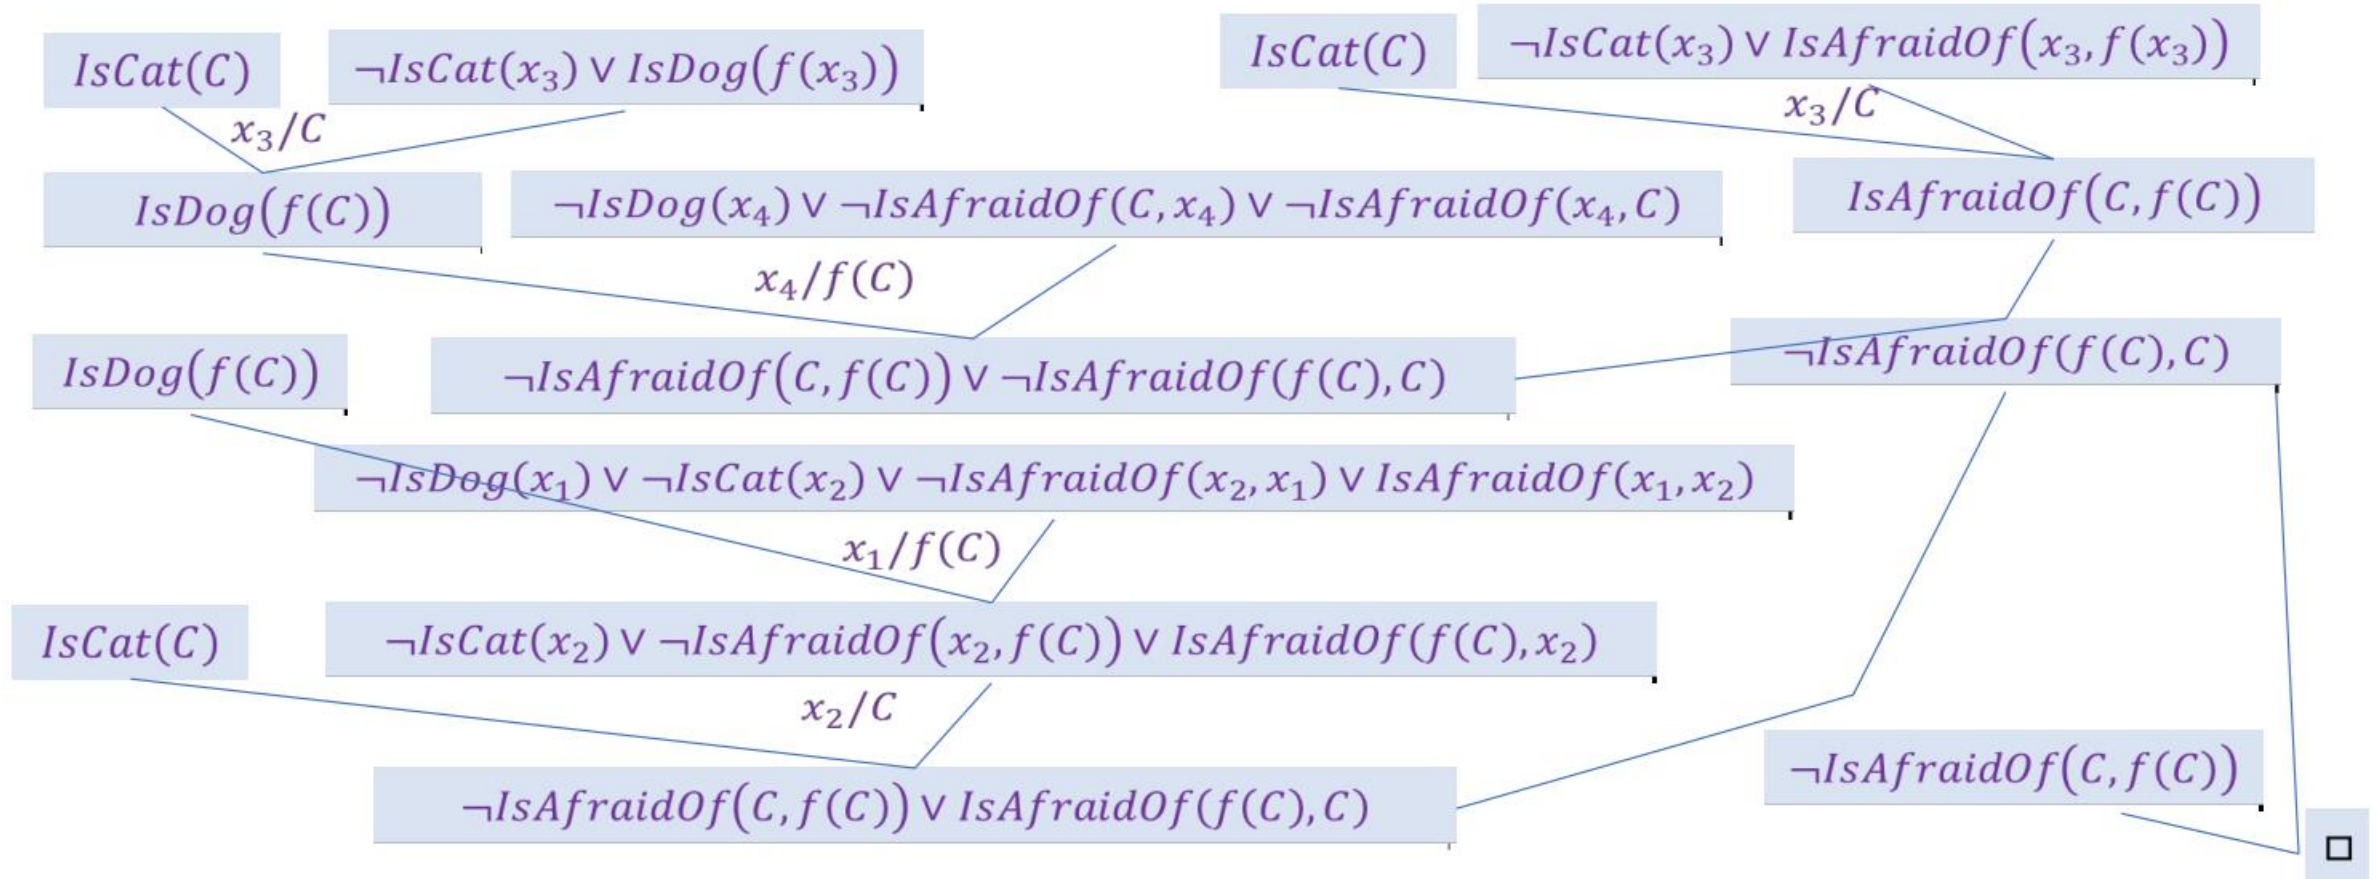 IsCat(C)
¬IsCat(x₃) ∨ IsDog(f(x₃))
IsCat(C)
¬IsCat(x₃) ∨ IsAfraidOf(x₃, f(x₃))
x₃/C
x₃/C
IsDog(f(C))
¬IsDog(x₄) ∨ ¬IsAfraidOf(C, x₄) ∨ ¬IsAfraidOf(x₄, C)
IsAfraidOf(C, f(C))
x₄/f(C)
IsDog(f(C))
¬IsAfraidOf(C, f(C)) ∨ ¬IsAfraidOf(f(C), C)
¬IsAfraidOf(f(C), C)
¬IsDog(x₁) ∨ ¬IsCat(x₂) ∨ ¬IsAfraidOf(x₂, x₁) ∨ IsAfraidOf(x₁, x₂)
x₁/f(C)
IsCat(C)
¬IsCat(x₂) ∨ ¬IsAfraidOf(x₂, f(C)) ∨ IsAfraidOf(f(C), x₂)
x₂/C
¬IsAfraidOf(C, f(C)) ∨ IsAfraidOf(f(C), C)
¬IsAfraidOf(C, f(C))
□